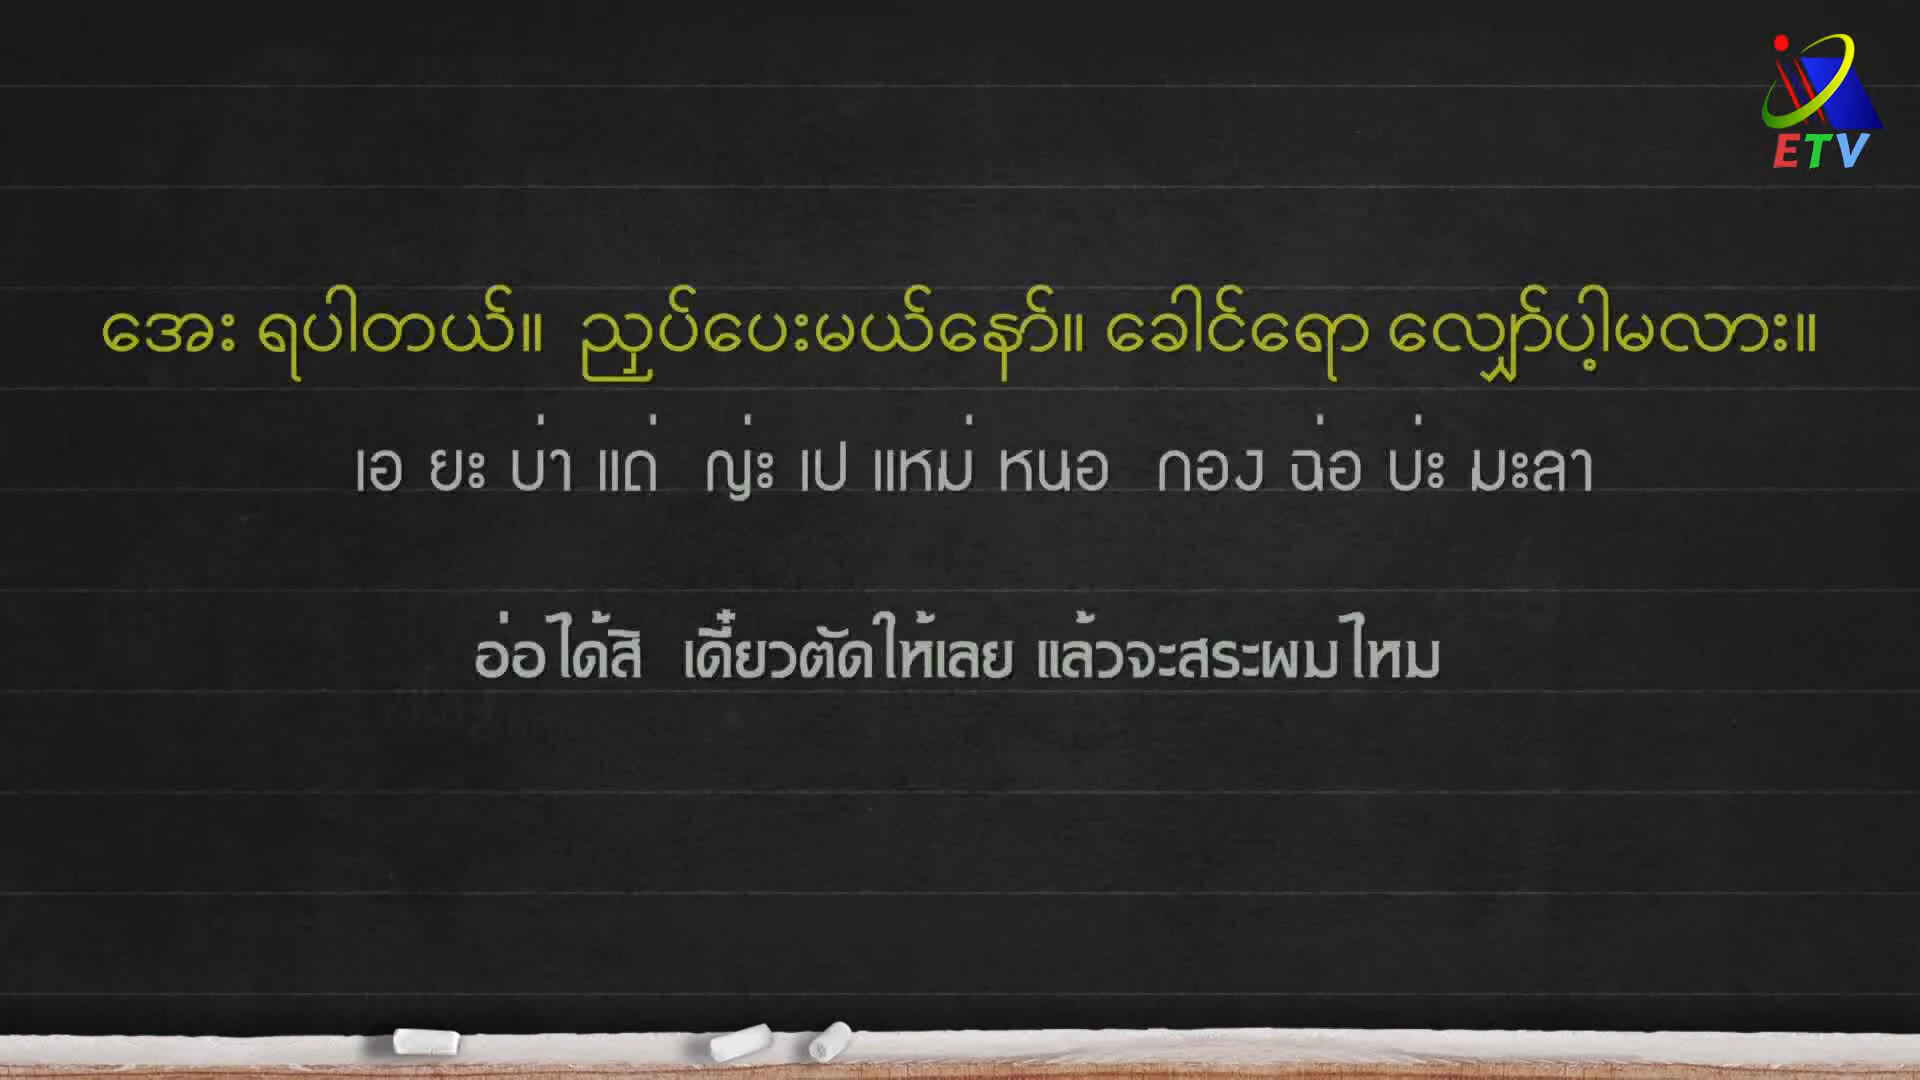 ETV
အေး ရပါတယ်။ ညှပ်ပေးမယ်နော်။ ခေါင်ရော လျှော်ပါ့မလား။
เอ ยะ บ่า แด่ ญ่ะ เป แหม่ หนอ กอง ฉ่อ บ่ะ มะลา
อ่อได้สิ เดี๋ยวตัดให้เลย แล้วจะสระผมไหม